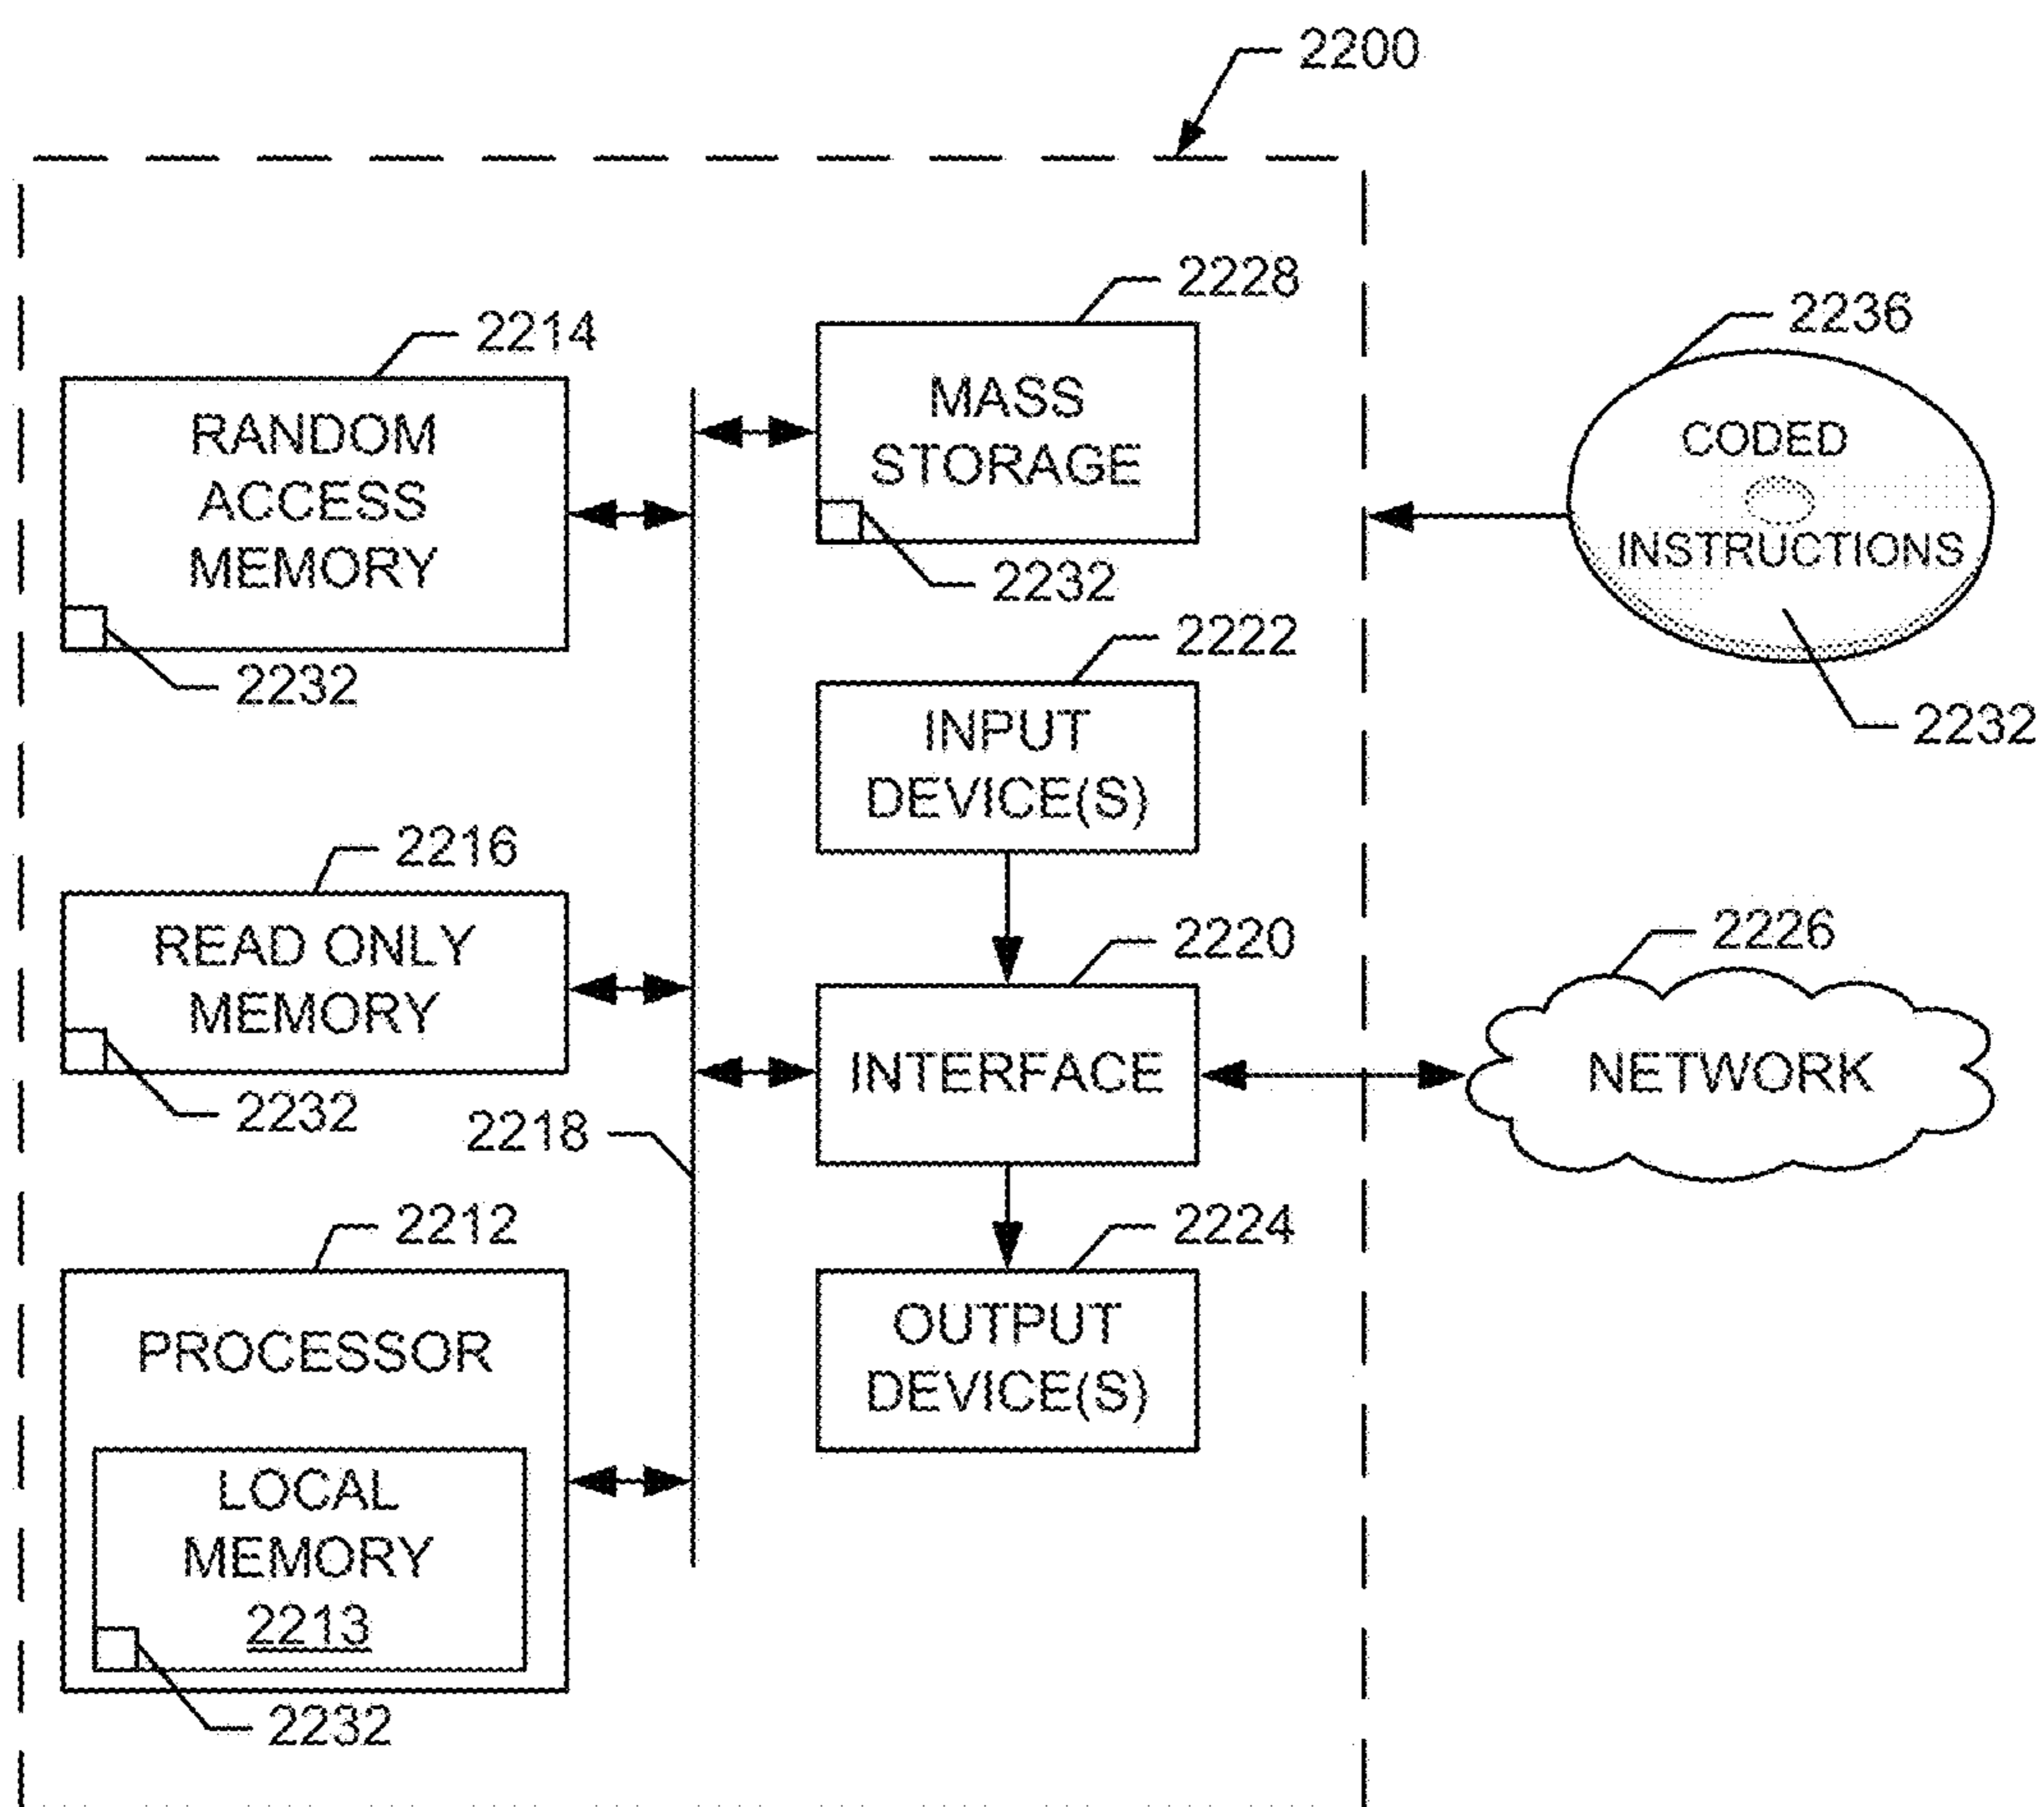 2200
2228
2214
2236
MASS
STORAGE
RANDOM
ACCESS
MEMORY
CODED
INSTRUCTIONS
2232
2222
2232
2232
INPUT
DEVICE(S)
2216
READ ONLY
MEMORY
2220
2226
INTERFACE
NETWORK
2232
2218
2212
2224
PROCESSOR
OUTPUT
DEVICE(S)
LOCAL
MEMORY
2213
2232